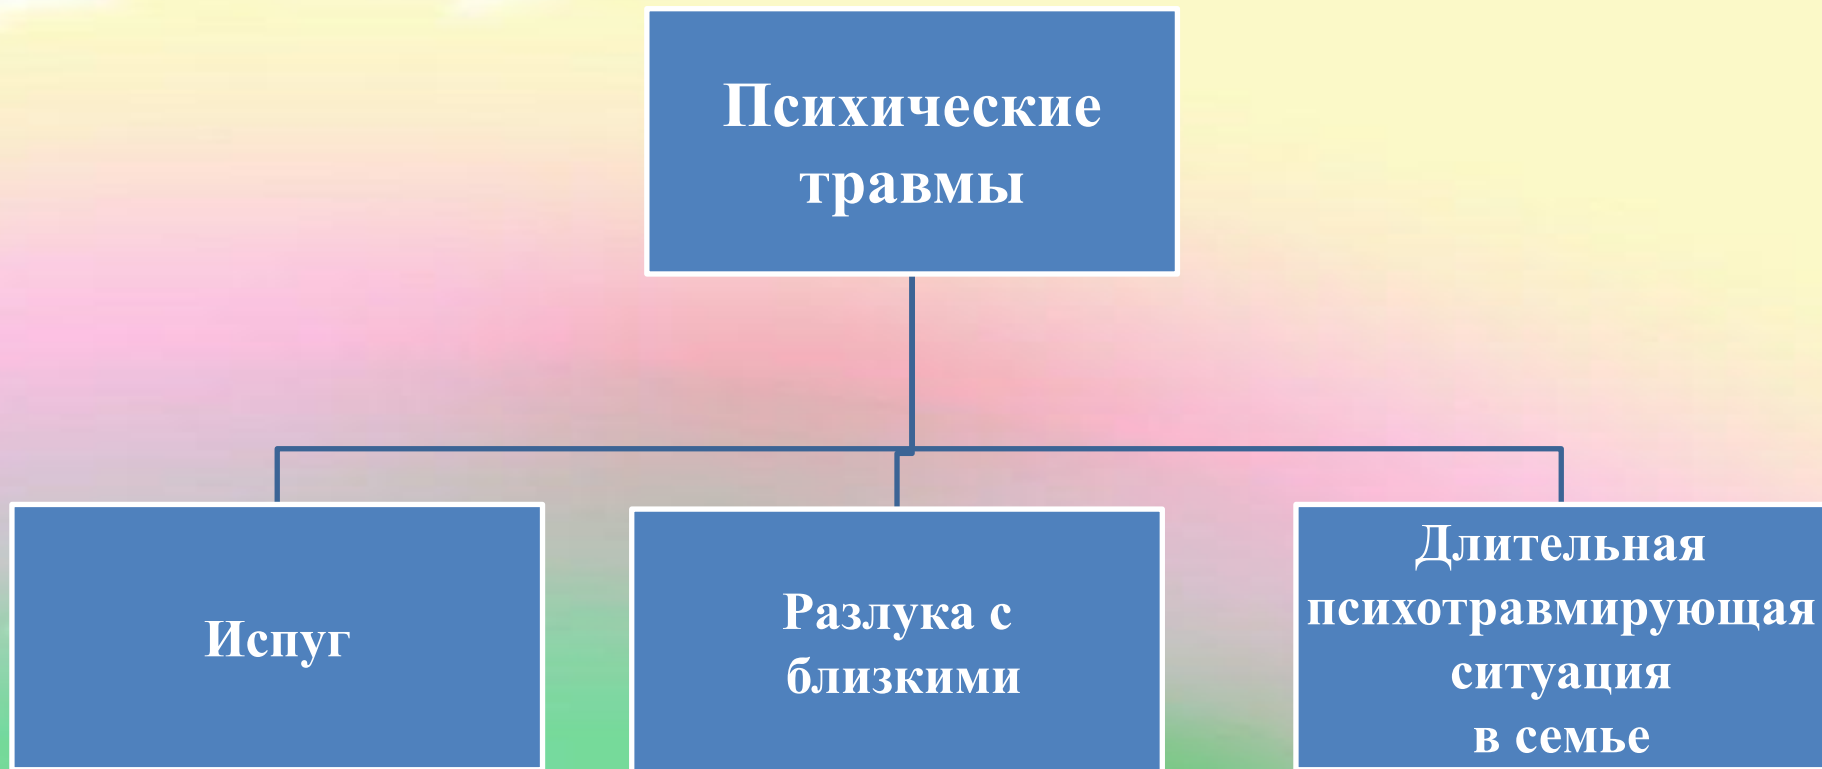 Психические
травмы
Испуг
Разлука с
близкими
Длительная
психотравмирующая
ситуация
в семье